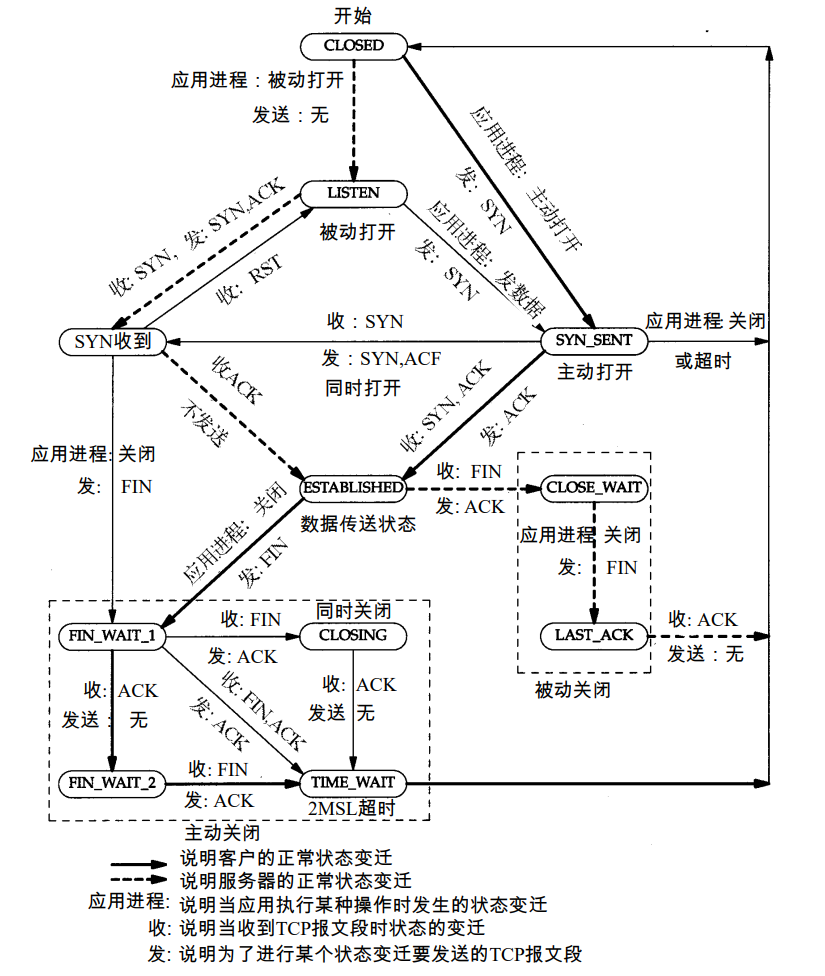 开始
CLOSED
应用进程：被动打开
发送：无
应用进程：主动打开
发：SYN
LISTEN
被动打开
收: SYN，发: SYN,ACK
收：RST
应用进程：发数据
发：SYN
SYN收到
收：SYN
发：SYN,ACF
同时打开
SYN_SENT
主动打开
应用进程: 关闭
或超时
收ACK
不发送
收: SYN, ACK
发: ACK
应用进程: 关闭
发: FIN
ESTABLISHED
数据传送状态
收: FIN
发: ACK
CLOSE_WAIT
应用进程 关闭
发: FIN
应用进程：关闭
发: FIN
LAST_ACK
收: ACK
发送：无
被动关闭
FIN_WAIT_1
收: FIN
发: ACK
同时关闭
CLOSING
收: ACK
发送： 无
收: FIN,ACK
发: ACK
收: ACK
发送 无
FIN_WAIT_2
收: FIN
发: ACK
TIME_WAIT
2MSL超时
主动关闭
说明客户的正常状态变迁
说明服务器的正常状态变迁
应用进程: 说明当应用执行某种操作时发生的状态变迁
收: 说明当收到TCP报文段时状态的变迁
发: 说明为了进行某个状态变迁要发送的TCP报文段